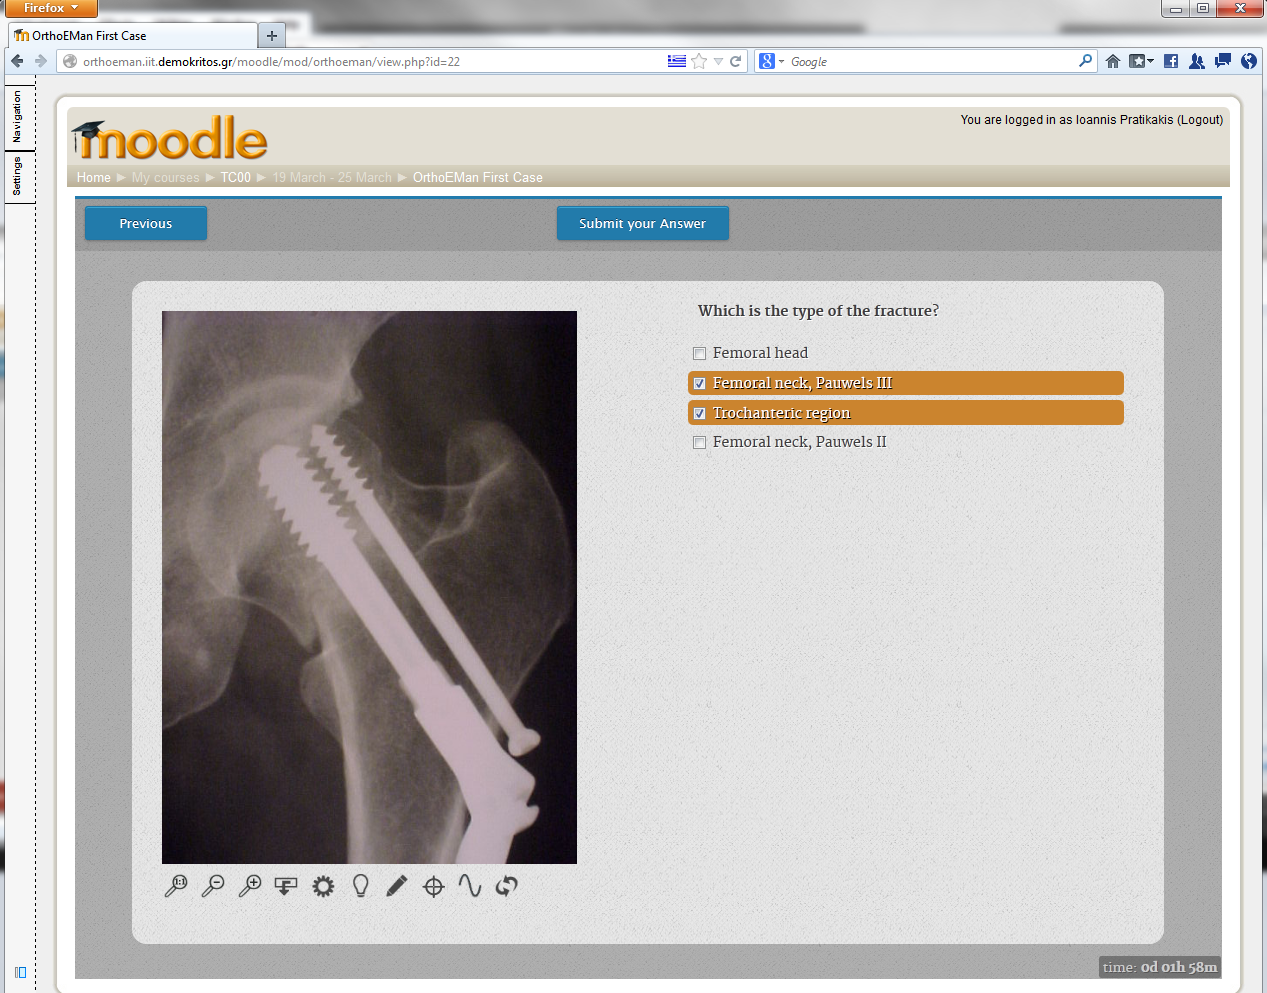 Firefox
OrthoEMan First Case
orthoeman.iit.demokritos.gr/moodle/mod/orthoeman/view.php?id=22
Google
Navigation
Settings
moodle
You are logged in as Ioannis Pratikakis (Logout)
Home ► My courses ► TC00 ► 19 March - 25 March ► OrthoEMan First Case
Previous
Submit your Answer
Which is the type of the fracture?
Femoral head
Femoral neck, Pauwels III
Trochanteric region
Femoral neck, Pauwels II
1:1
time: 0d 01h 58m